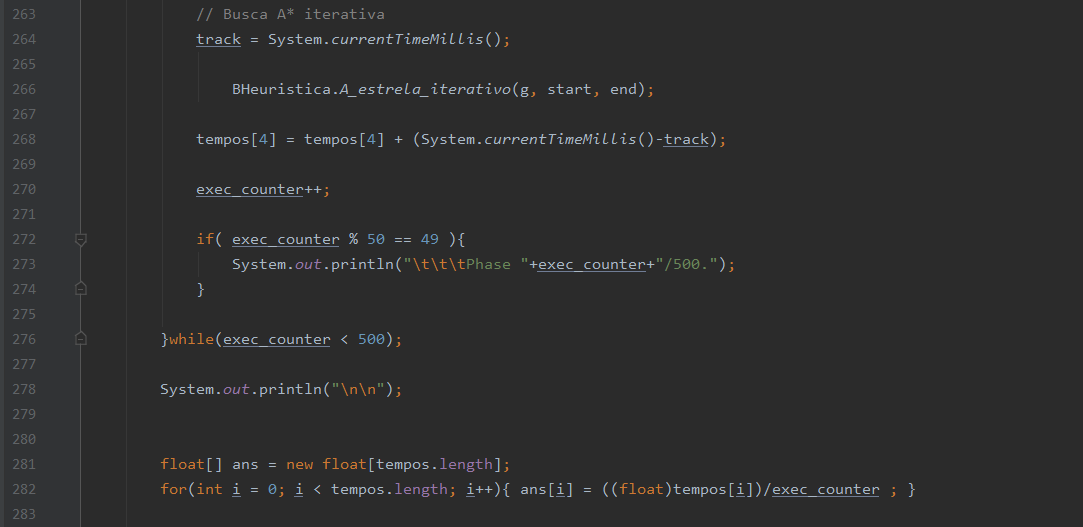 263 // Busca A* iterativa
264 track = System.currentTimeMillis();
265
266 BHeuristica.A_estrela_iterativo(g, start, end);
267
268 tempos[4] = tempos[4] + (System.currentTimeMillis()-track);
269
270 exec_counter++;
271
272 if( exec_counter % 50 == 49 ){
273 System.out.println("\t\t\tPhase "+exec_counter+"/500.");
274 }
275
276 }while(exec_counter < 500);
277
278 System.out.println("\n\n");
279
280
281 float[] ans = new float[tempos.length];
282 for(int i = 0; i < tempos.length; i++){ ans[i] = ((float)tempos[i])/exec_counter ; }
283